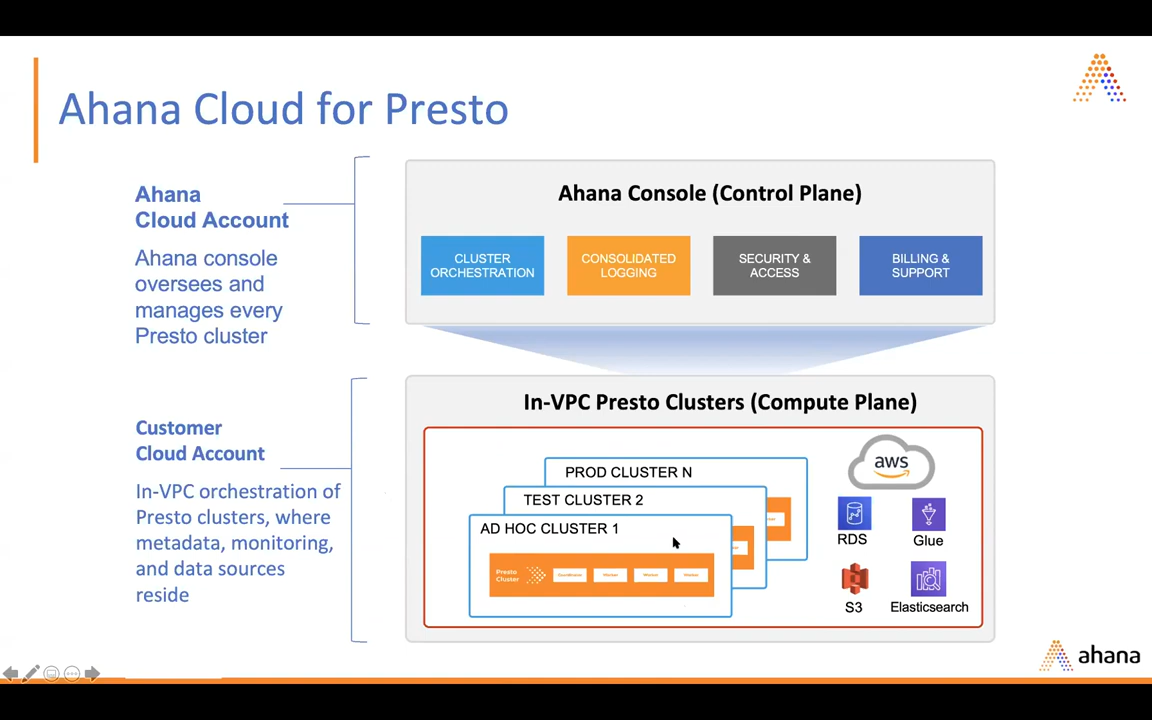 Ahana Cloud for Presto
Ahana
Cloud Account
Ahana console
oversees and
manages every
Presto cluster
Ahana Console (Control Plane)
CLUSTER
ORCHESTRATION
CONSOLIDATED
LOGGING
SECURITY &
ACCESS
BILLING &
SUPPORT
Customer
Cloud Account
In-VPC orchestration of
Presto clusters, where
metadata, monitoring,
and data sources
reside
In-VPC Presto Clusters (Compute Plane)
PROD CLUSTER N
TEST CLUSTER 2
AD HOC CLUSTER 1
Presto
Cluster
aws
RDS
Glue
S3
Elasticsearch
ahana